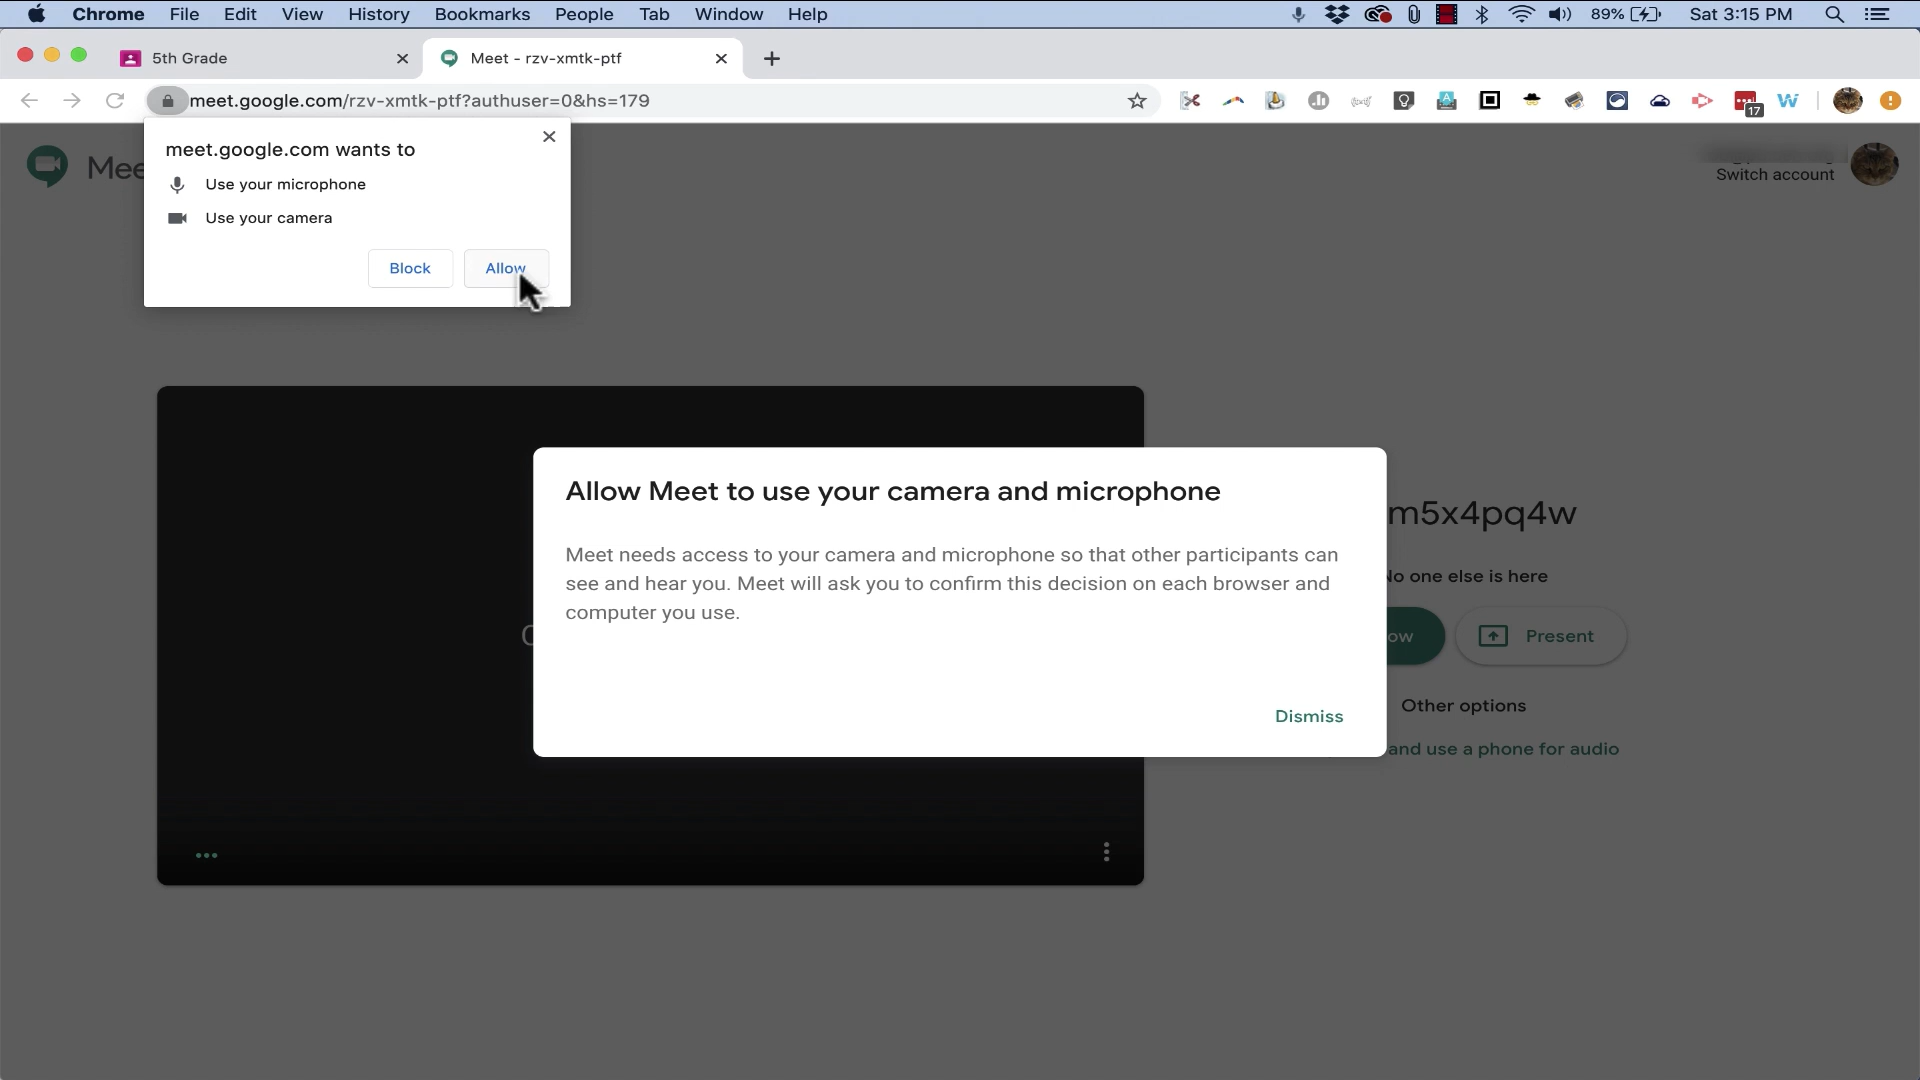 Chrome File Edit View History Bookmarks People Tab Window Help 89% Sat 3:15 PM
5th Grade Meet - rzv-xmtk-ptf
meet.google.com/rzv-xmtk-ptf?authuser=0&hs=179 17
meet.google.com wants to
Use your microphone
Use your camera
Block Allow
Mee
Switch account
Allow Meet to use your camera and microphone
Meet needs access to your camera and microphone so that other participants can
see and hear you. Meet will ask you to confirm this decision on each browser and
computer you use.
Dismiss
m5x4pq4w
No one else is here
ow Present
Other options
and use a phone for audio